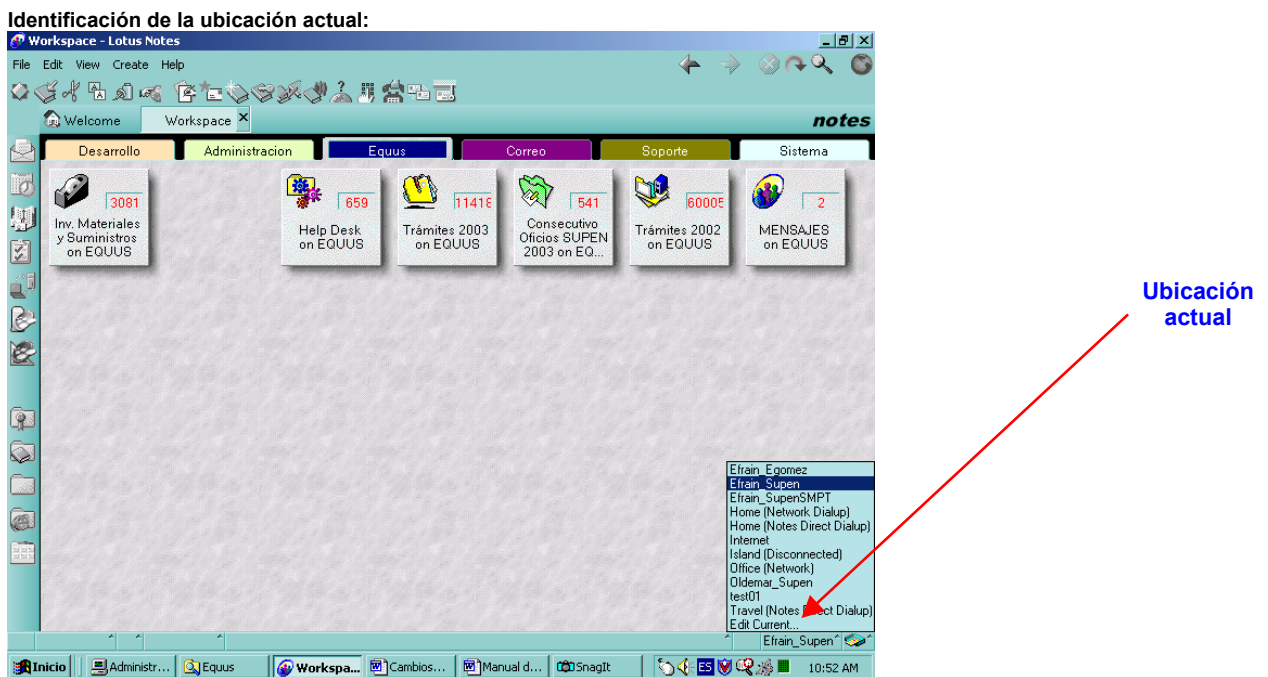 Identificación de la ubicación actual:
Workspace - Lotus Notes
File Edit View Create Help
Welcome Workspace
notes
Desarrollo Administracion Equus Correo Soporte Sistema
3081
Inv. Materiales
y Suministros
on EQUUS
659
Help Desk
on EQUUS
11418
Trámites 2003
on EQUUS
541
Consecutivo
Oficios SUPEN
2003 on EQ...
60005
Trámites 2002
on EQUUS
2
MENSAJES
on EQUUS
Ubicación
actual
Efrain_Egomez
Efrain_Supen
Efrain_SupenSMPT
Home (Network Dialup)
Home (Notes Direct Dialup)
Internet
Island (Disconnected)
Office (Network)
Oldemar_Supen
test01
Travel (Notes Direct Dialup)
Edit Current...
Efrain_Supen
Inicio Administr... Equus Workspa... Cambios... Manual d... SnagIt ES 10:52 AM